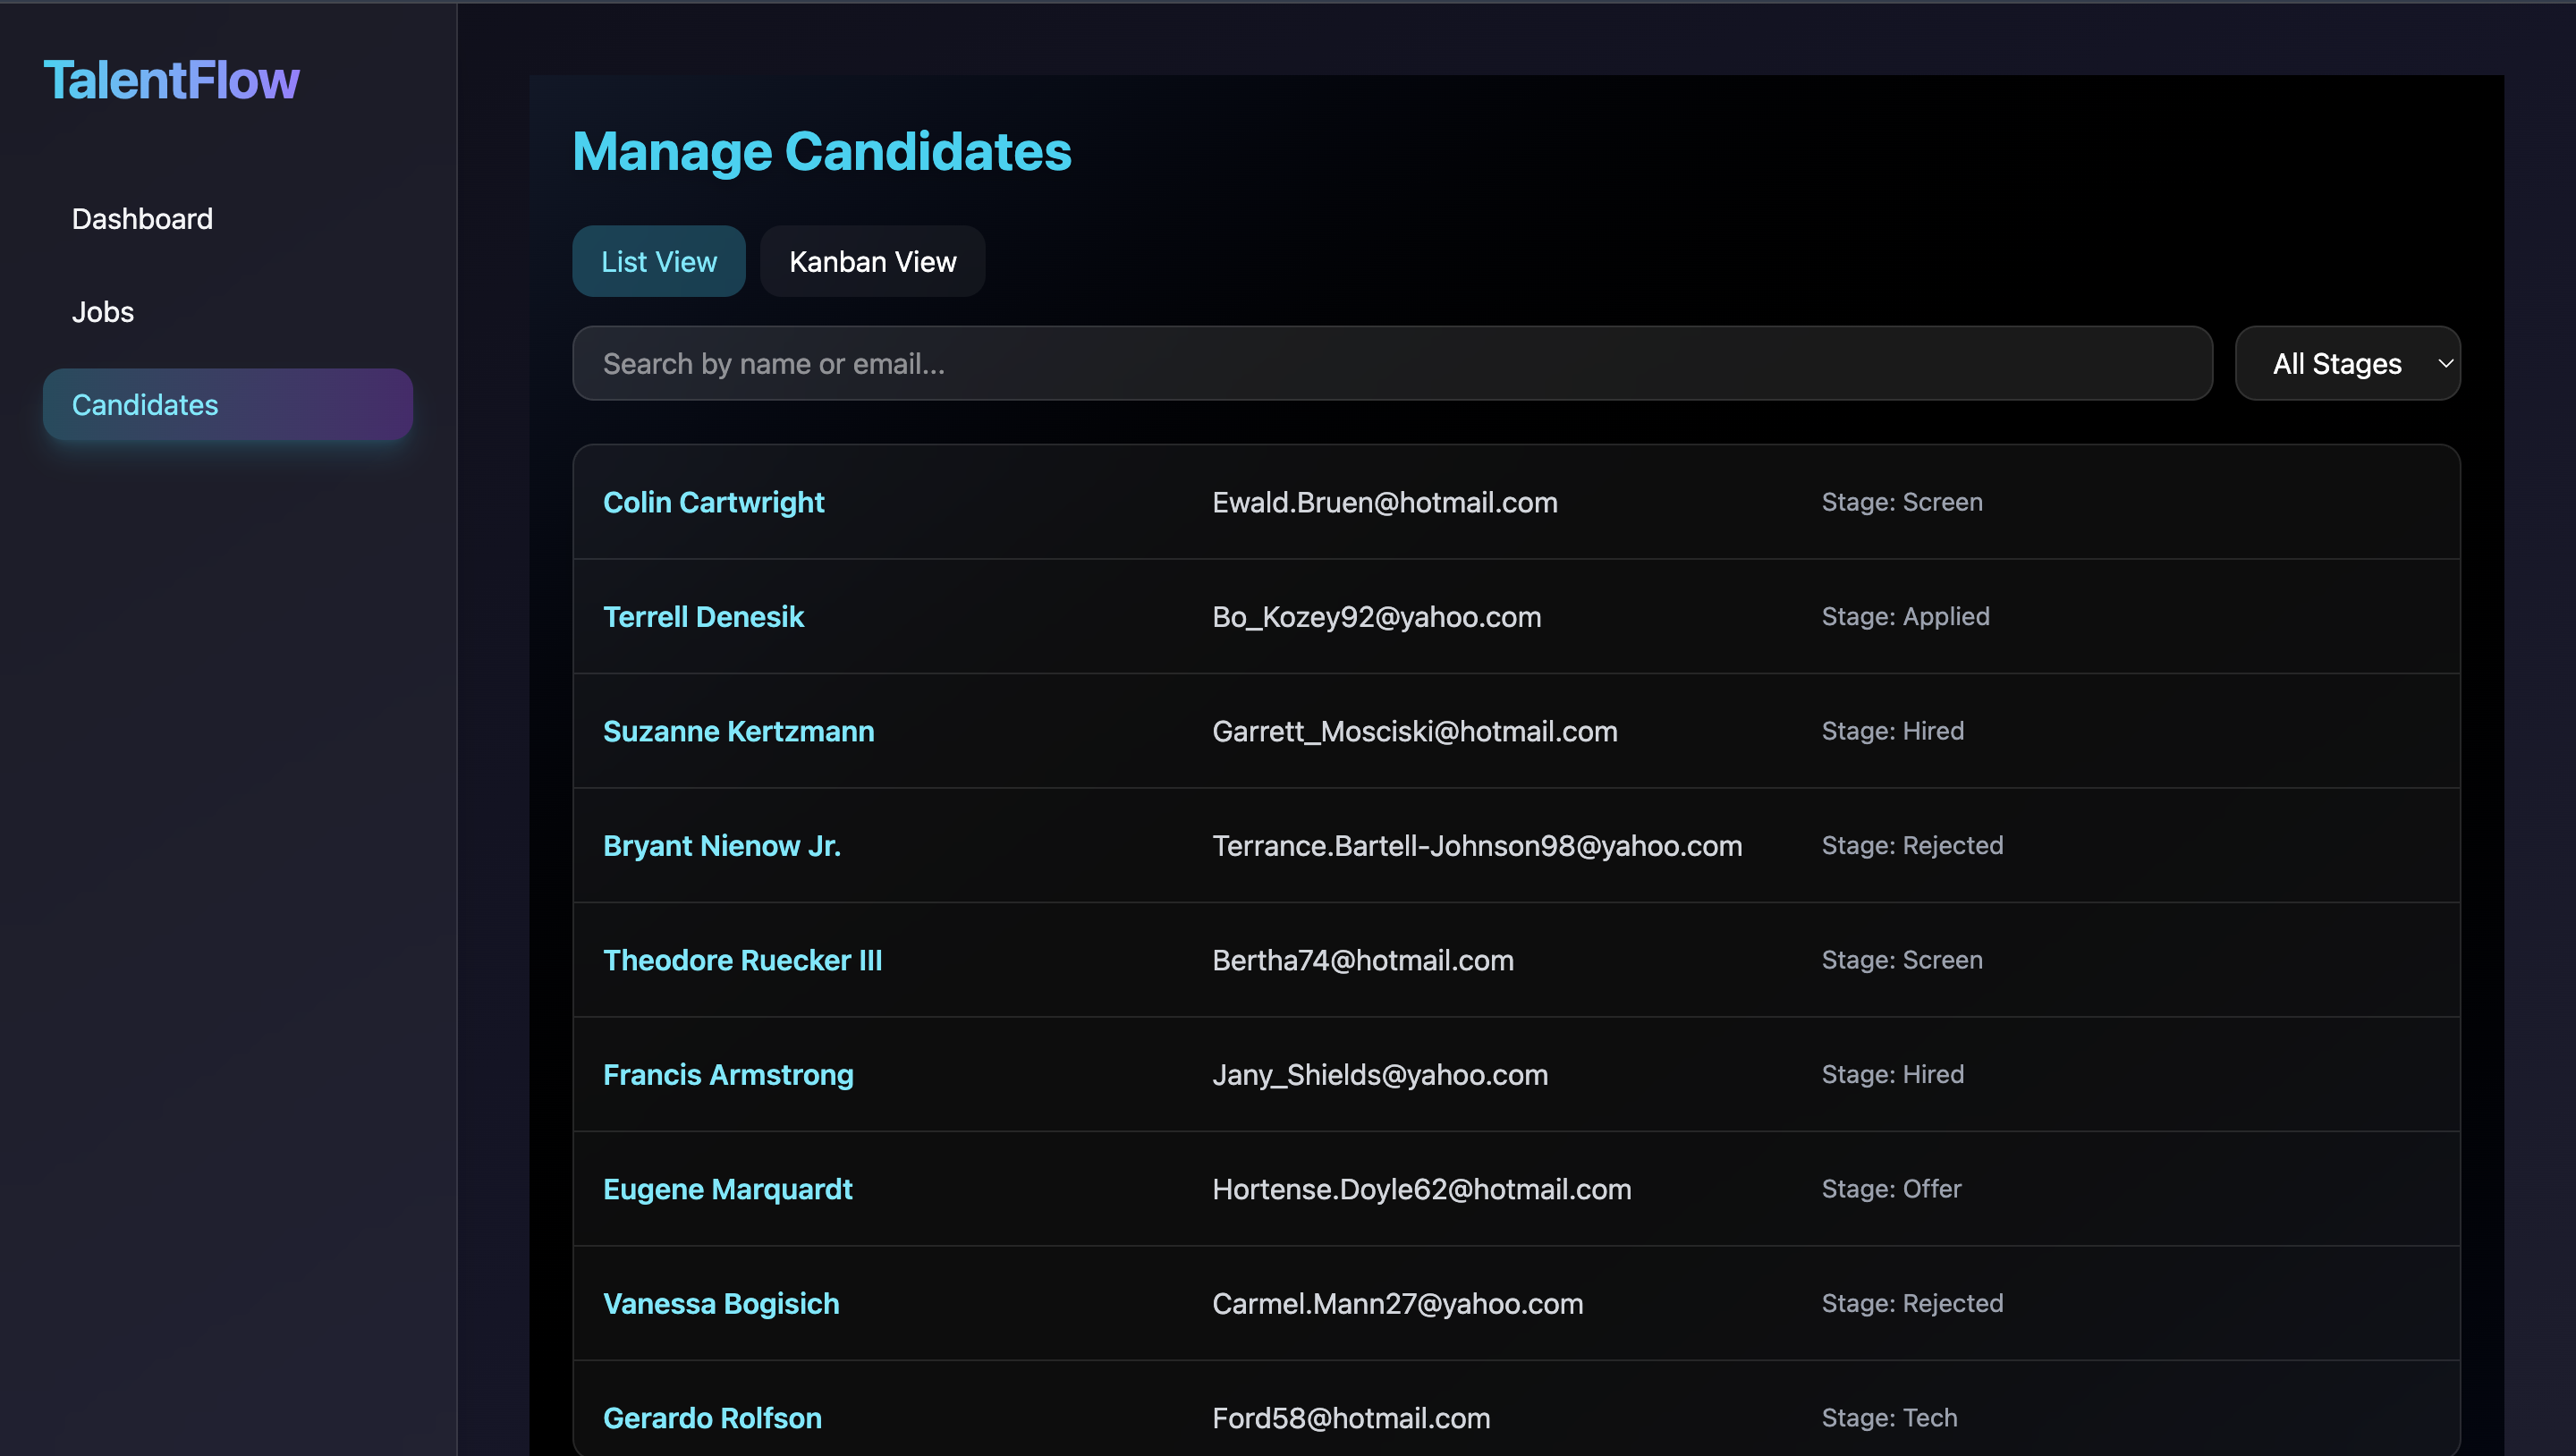 TalentFlow
Dashboard
Jobs
Candidates
Manage Candidates
List View Kanban View
Search by name or email... All Stages
Colin Cartwright Ewald.Bruen@hotmail.com Stage: Screen
Terrell Denesik Bo_Kozey92@yahoo.com Stage: Applied
Suzanne Kertzmann Garrett_Mosciski@hotmail.com Stage: Hired
Bryant Nienow Jr. Terrance.Bartell-Johnson98@yahoo.com Stage: Rejected
Theodore Ruecker III Bertha74@hotmail.com Stage: Screen
Francis Armstrong Jany_Shields@yahoo.com Stage: Hired
Eugene Marquardt Hortense.Doyle62@hotmail.com Stage: Offer
Vanessa Bogisich Carmel.Mann27@yahoo.com Stage: Rejected
Gerardo Rolfson Ford58@hotmail.com Stage: Tech